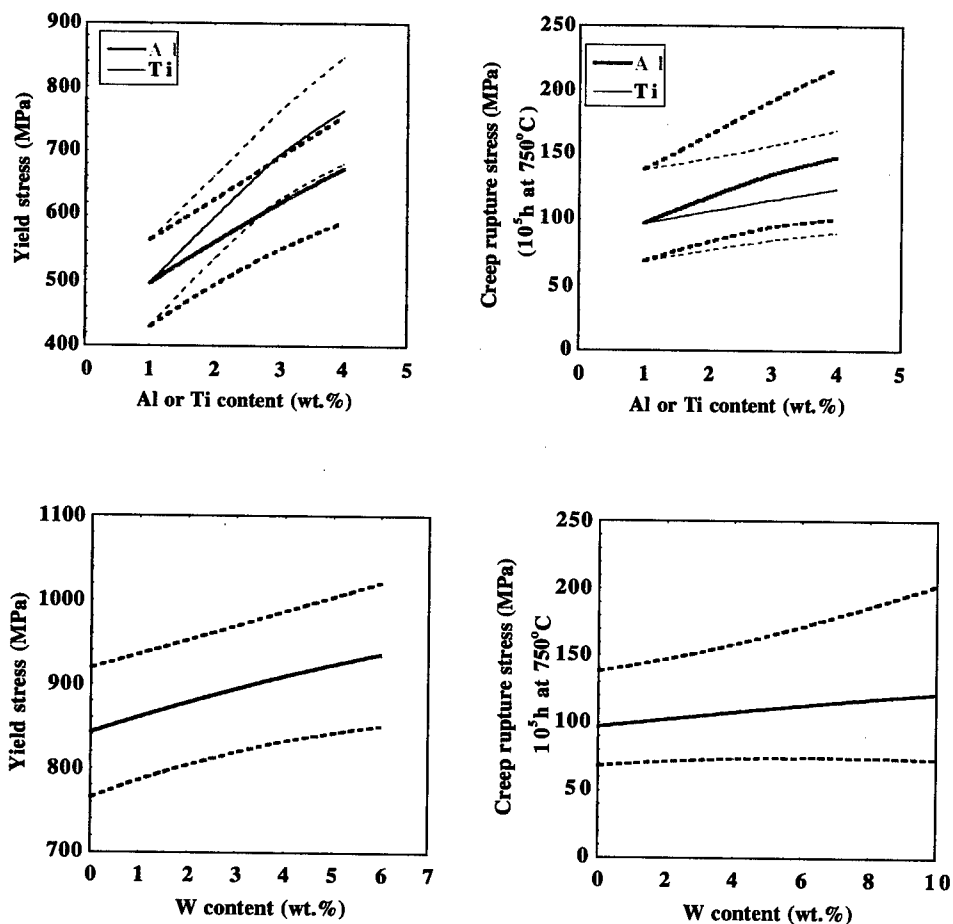 Yield stress (MPa)
900
800
700
600
500
400
Al
Ti
0 1 2 3 4 5
Al or Ti content (wt.%)
Creep rupture stress (MPa)
(10⁵h at 750°C)
250
200
150
100
50
0
Al
Ti
0 1 2 3 4 5
Al or Ti content (wt.%)
Yield stress (MPa)
1100
1000
900
800
700
0 1 2 3 4 5 6 7
W content (wt.%)
Creep rupture stress (MPa)
10⁵h at 750°C
250
200
150
100
50
0
0 2 4 6 8 10
W content (wt.%)